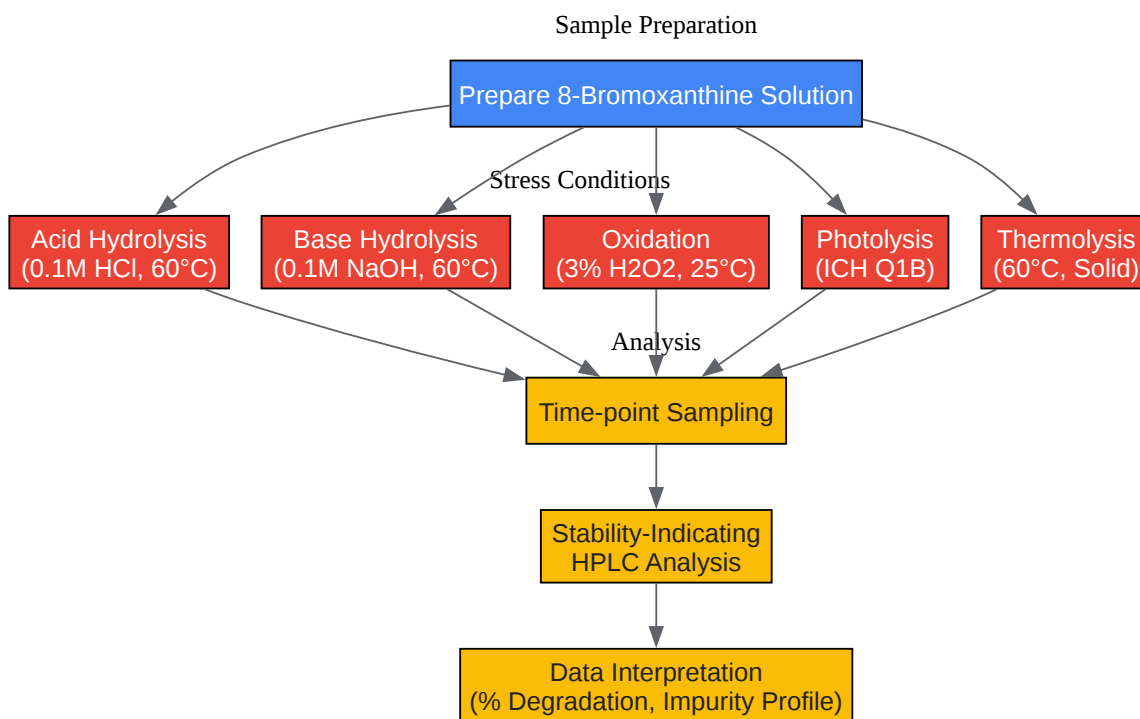 Sample Preparation
Prepare 8-Bromoxanthine Solution
Stress Conditions
Acid Hydrolysis
(0.1M HCl, 60°C)
Base Hydrolysis
(0.1M NaOH, 60°C)
Oxidation
(3% H2O2, 25°C)
Photolysis
(ICH Q1B)
Thermolysis
(60°C, Solid)
Analysis
Time-point Sampling
Stability-Indicating
HPLC Analysis
Data Interpretation
(% Degradation, Impurity Profile)